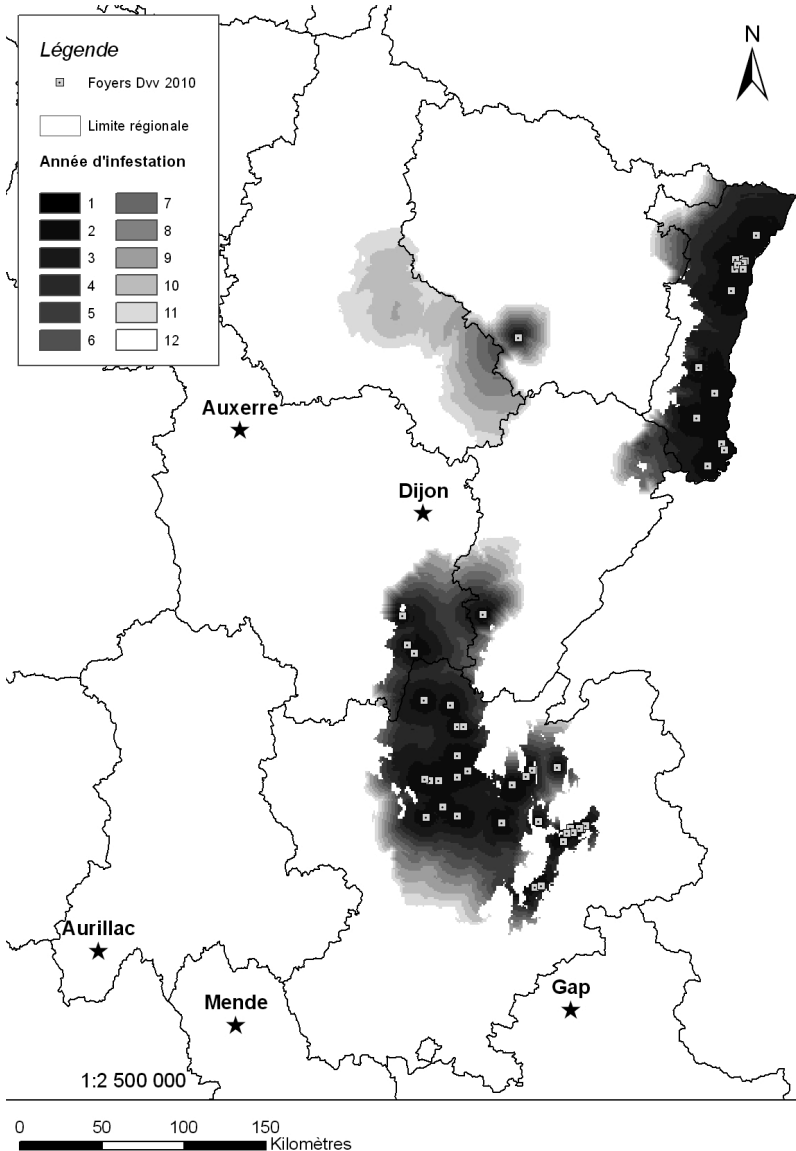 Légende
Foyers Dvv 2010
Limite régionale
Année d'infestation
1 7
2 8
3 9
4 10
5 11
6 12
N
Auxerre
Dijon
Aurillac
Mende
Gap
1:2 500 000
0 50 100 150
Kilomètres